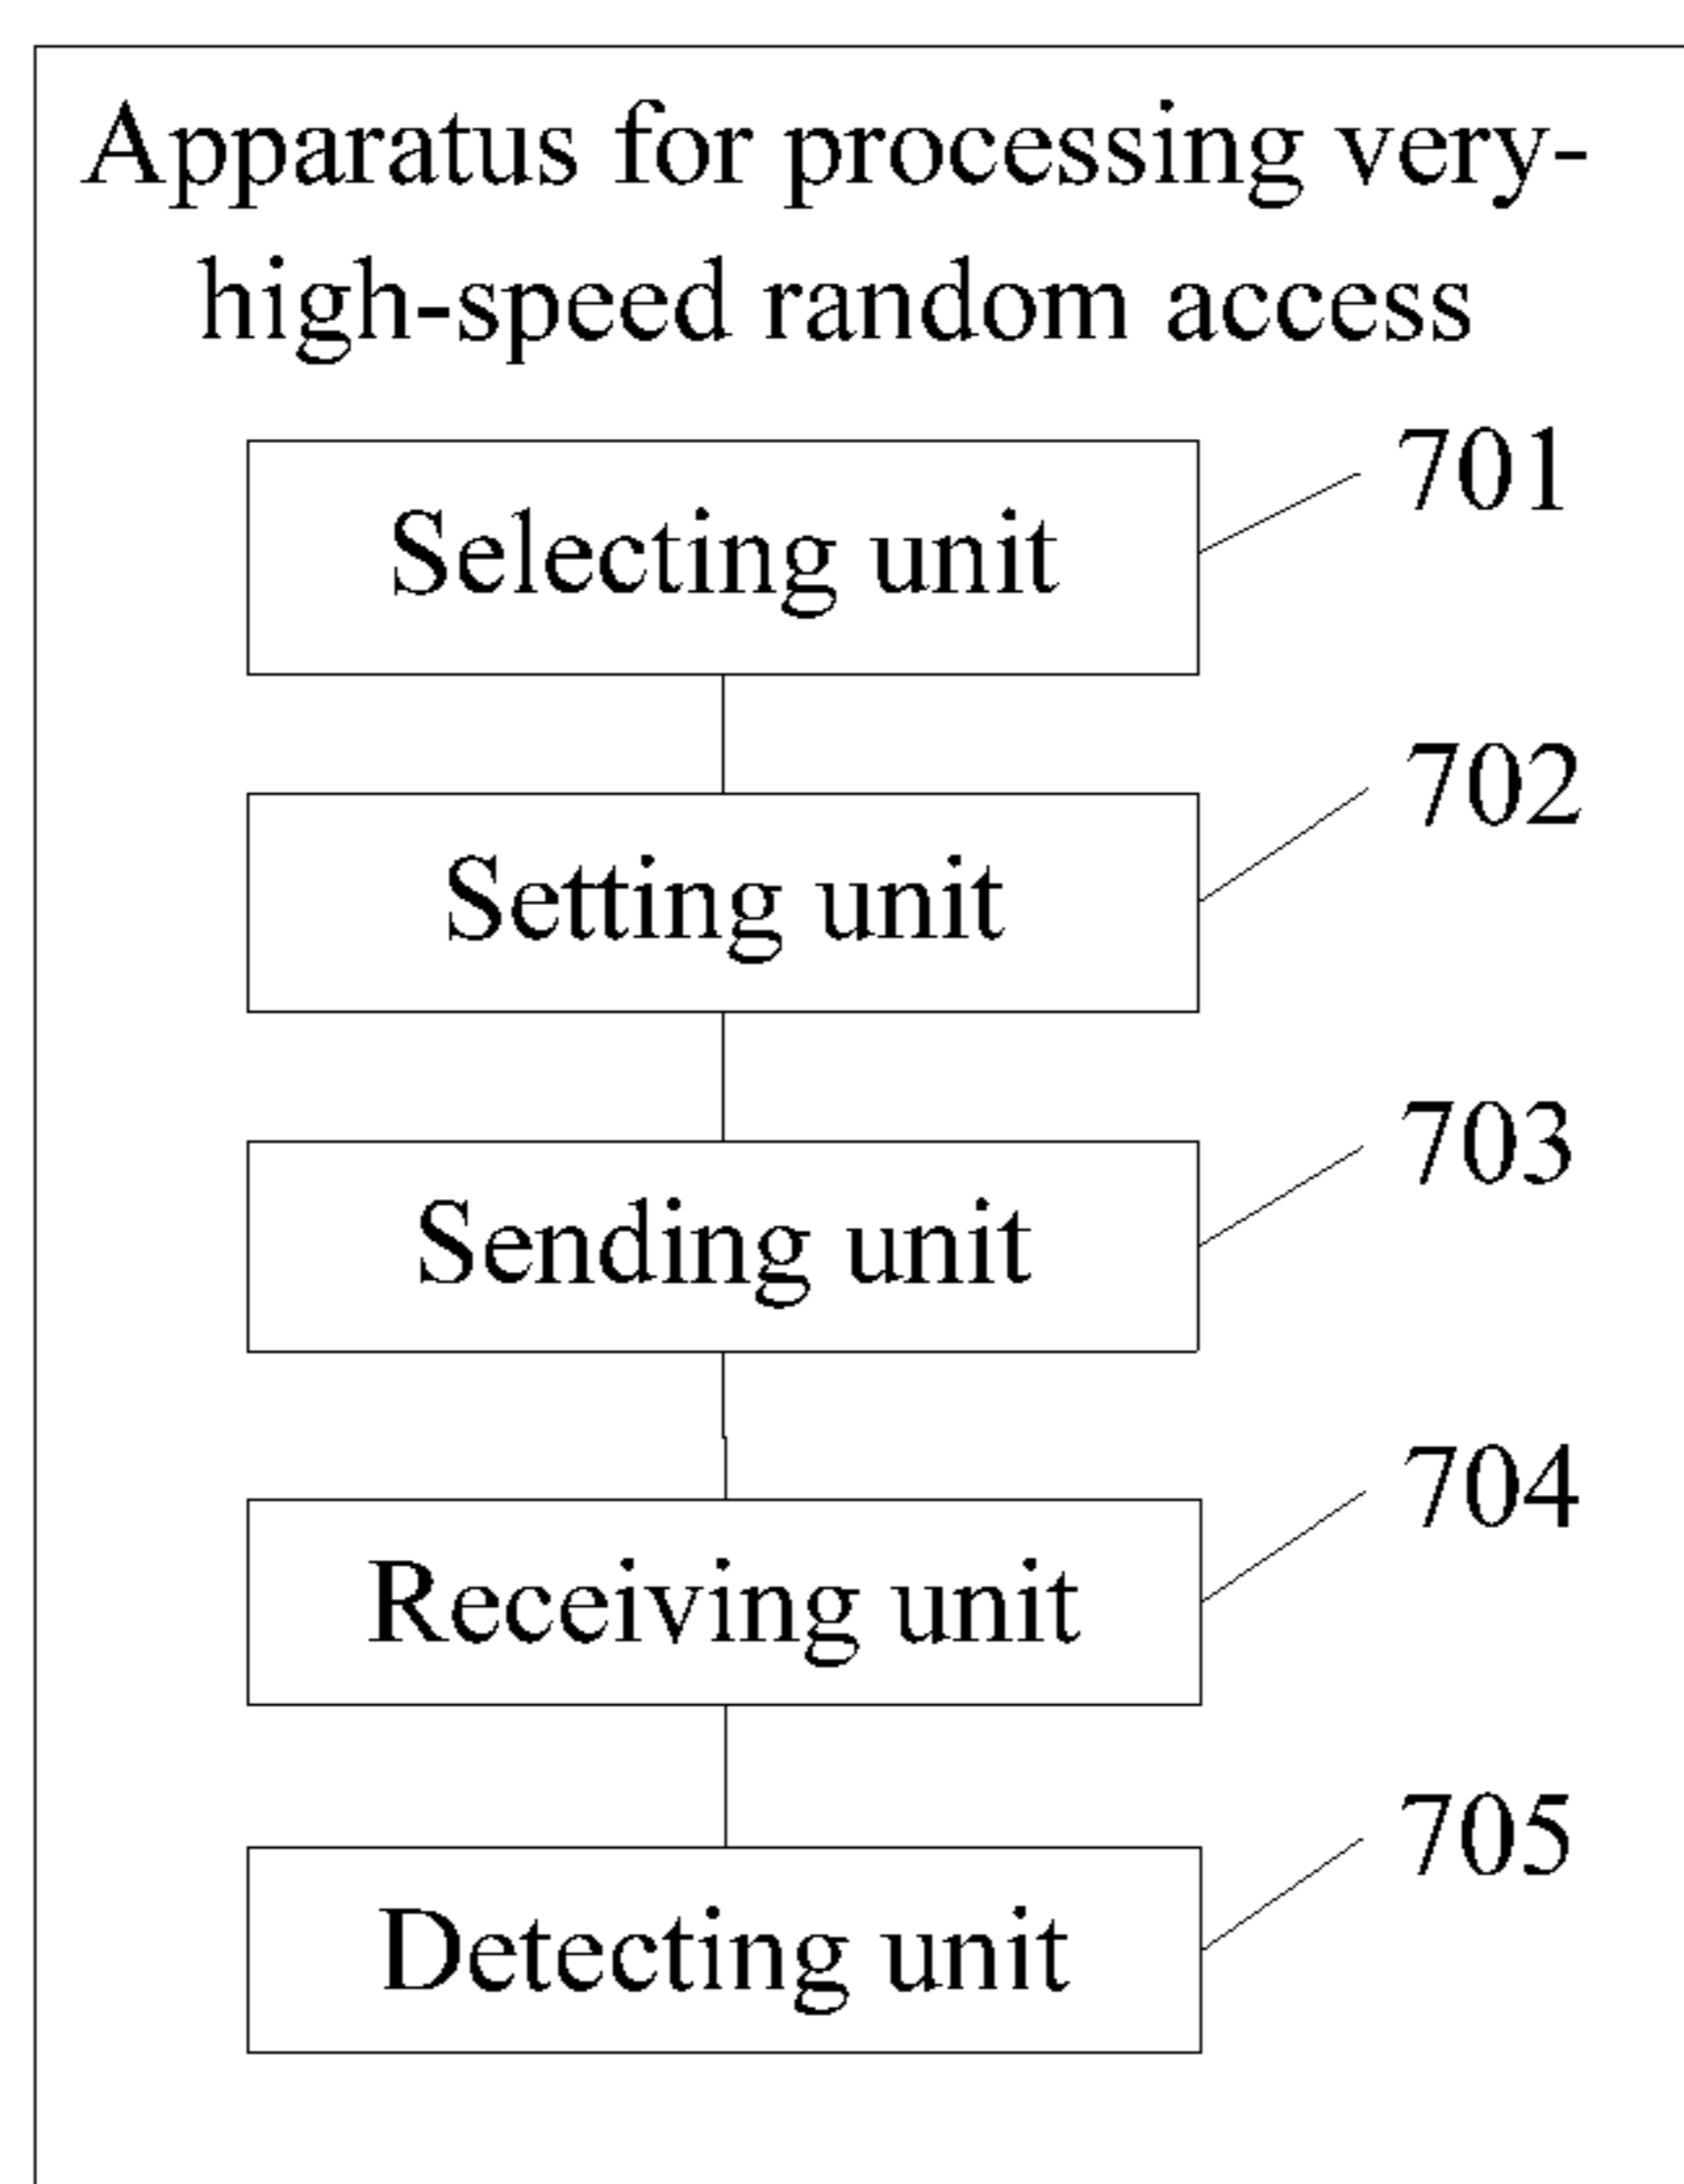 Apparatus for processing very-
high-speed random access
701
Selecting unit
702
Setting unit
703
Sending unit
704
Receiving unit
705
Detecting unit